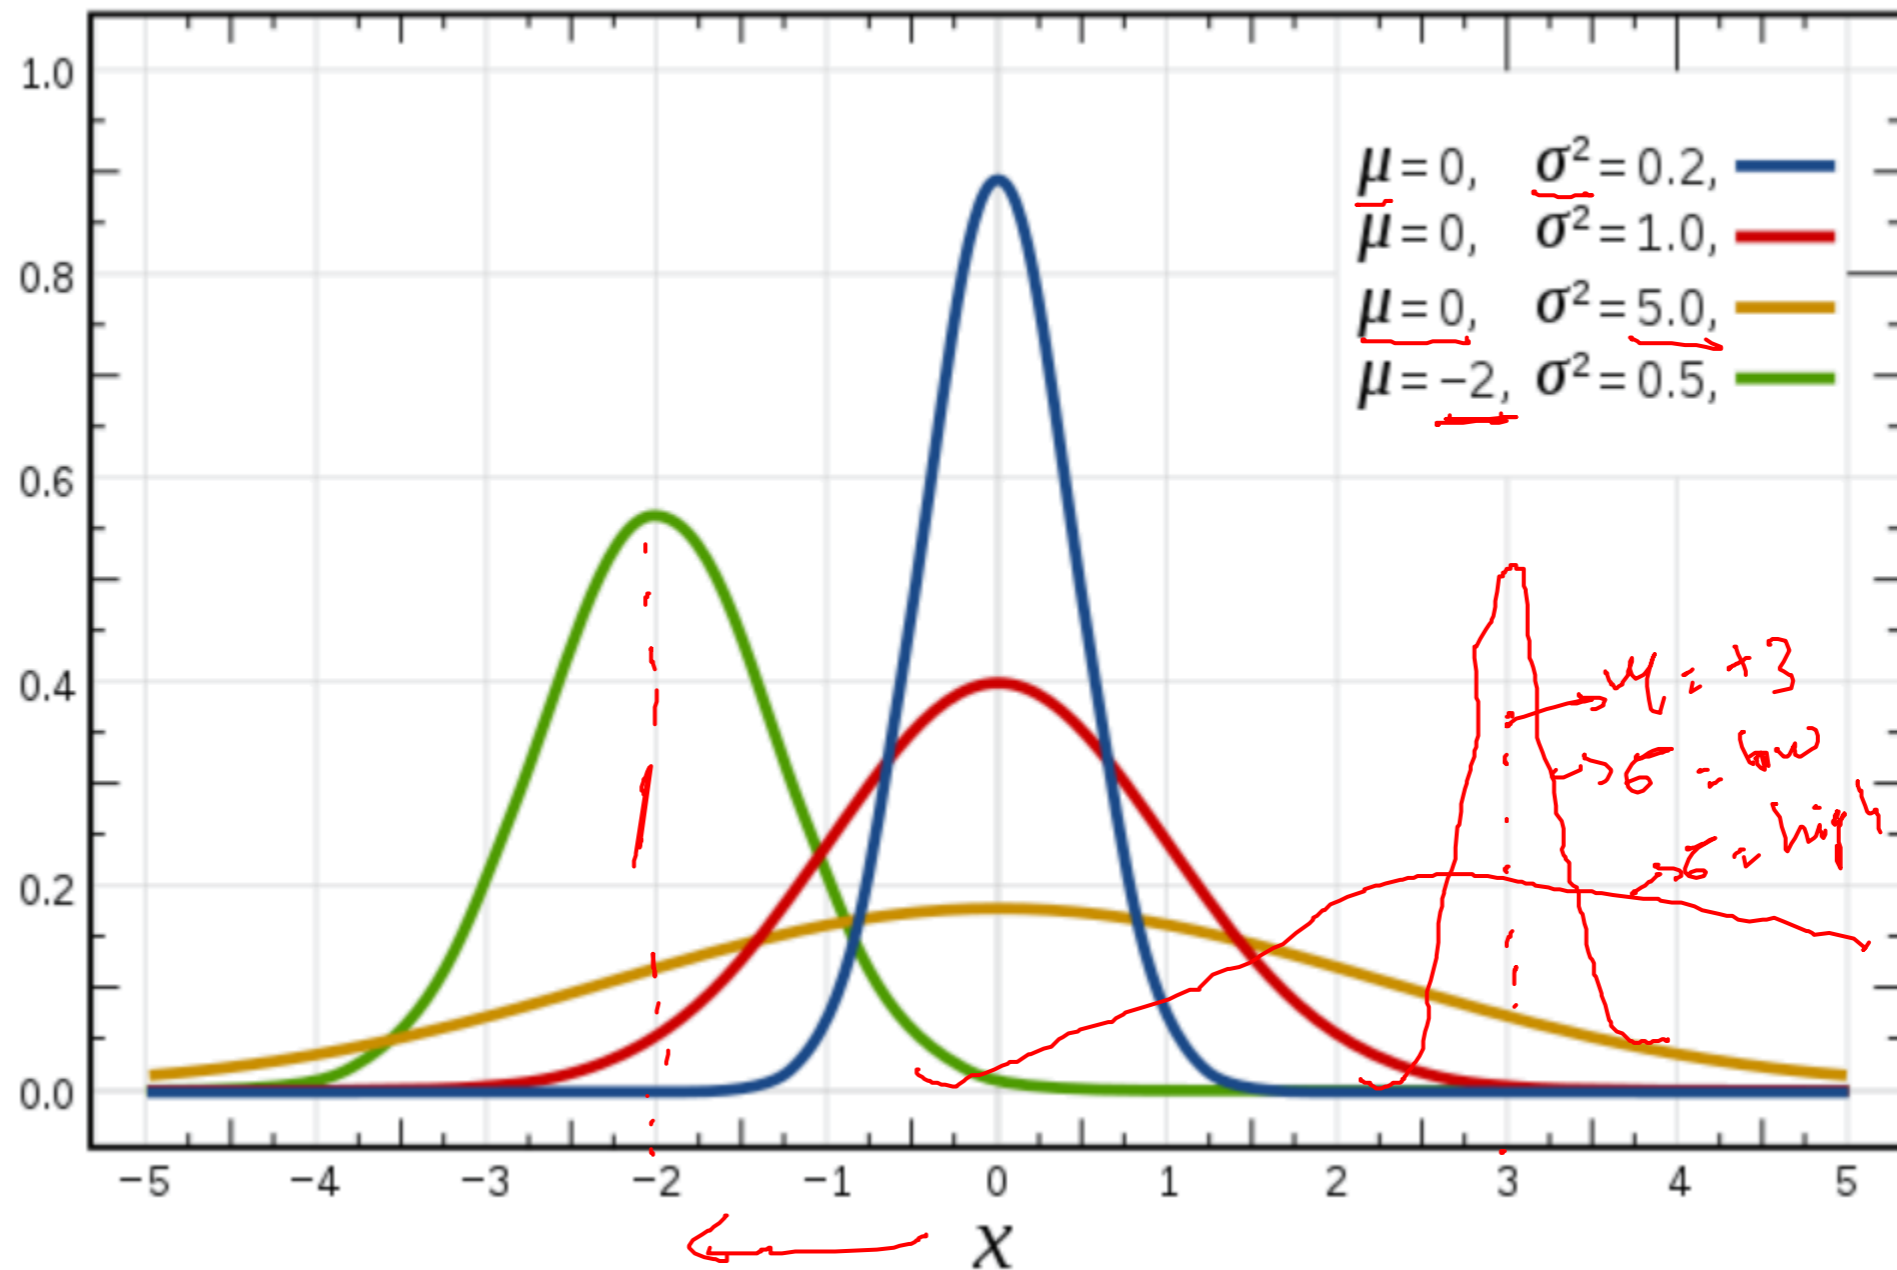 1.0
0.8
0.6
0.4
0.2
0.0
μ=0, σ²=0.2,
μ=0, σ²=1.0,
μ=0, σ²=5.0,
μ=−2, σ²=0.5,
μ = +3
σ = low
σ = high
−5 −4 −3 −2 −1 0 1 2 3 4 5
x